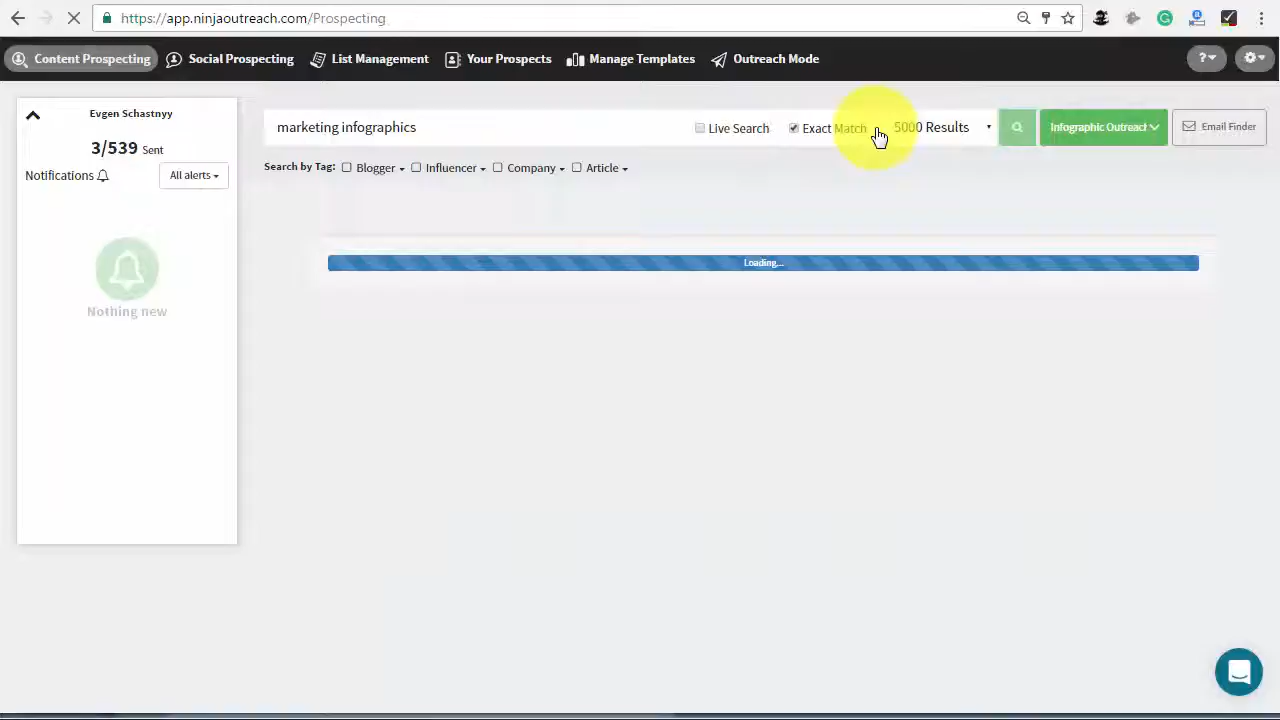 https://app.ninjaoutreach.com/Prospecting
Content Prospecting Social Prospecting List Management Your Prospects Manage Templates Outreach Mode ?
Evgen Schastnyy
3/539 Sent
Notifications All alerts
Nothing new
marketing infographics Live Search Exact Match 5000 Results Infographic Outreach Email Finder
Search by Tag: Blogger Influencer Company Article
Loading...